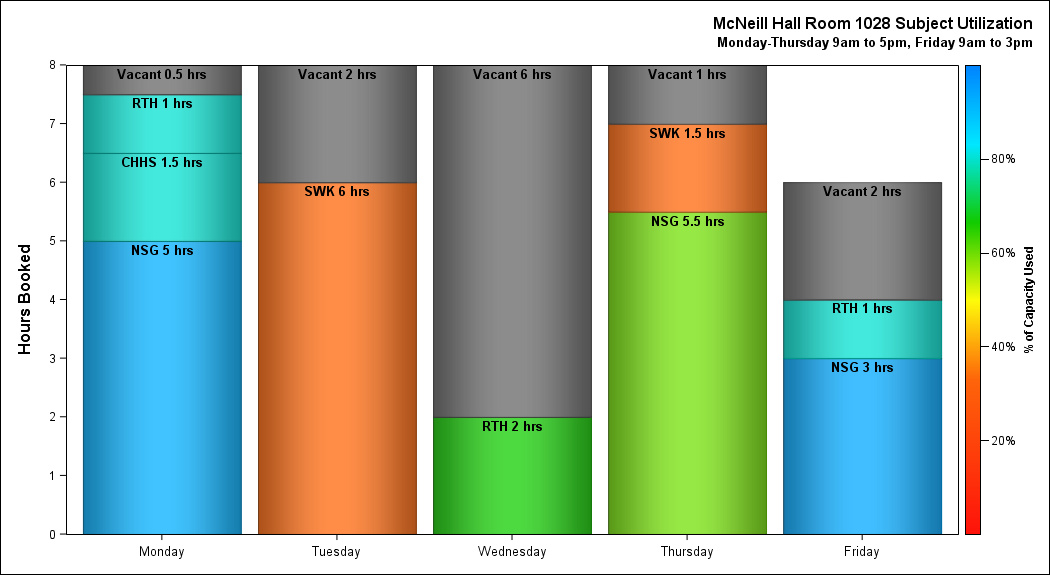 McNeill Hall Room 1028 Subject Utilization
Monday-Thursday 9am to 5pm, Friday 9am to 3pm
Hours Booked
8
7
6
5
4
3
2
1
0
Vacant 0.5 hrs
RTH 1 hrs
CHHS 1.5 hrs
NSG 5 hrs
Vacant 2 hrs
SWK 6 hrs
Vacant 6 hrs
RTH 2 hrs
Vacant 1 hrs
SWK 1.5 hrs
NSG 5.5 hrs
Vacant 2 hrs
RTH 1 hrs
NSG 3 hrs
Monday
Tuesday
Wednesday
Thursday
Friday
80%
60%
40%
20%
% of Capacity Used